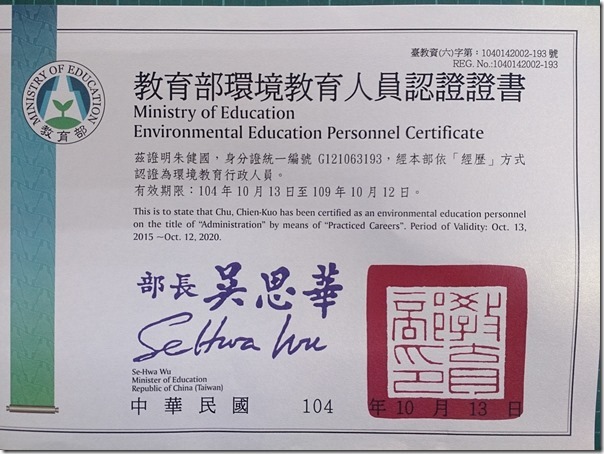 臺教資(六)字第：1040142002-193 號
REG. No.:1040142002-193
MINISTRY OF EDUCATION
教育部
教育部環境教育人員認證證書
Ministry of Education
Environmental Education Personnel Certificate
茲證明朱健國，身分證統一編號 G121063193，經本部依「經歷」方式
認證為環境教育行政人員。
有效期限：104 年 10 月 13 日至 109 年 10 月 12 日。
This is to state that Chu, Chien-Kuo has been certified as an environmental education personnel
on the title of “Administration” by means of “Practiced Careers”. Period of Validity: Oct. 13,
2015 ～Oct. 12, 2020.
部長 吳思華
SeHwa Wu
Se-Hwa Wu
Minister of Education
Republic of China (Taiwan)
教育部印
中華民國 104 年 10 月 13 日